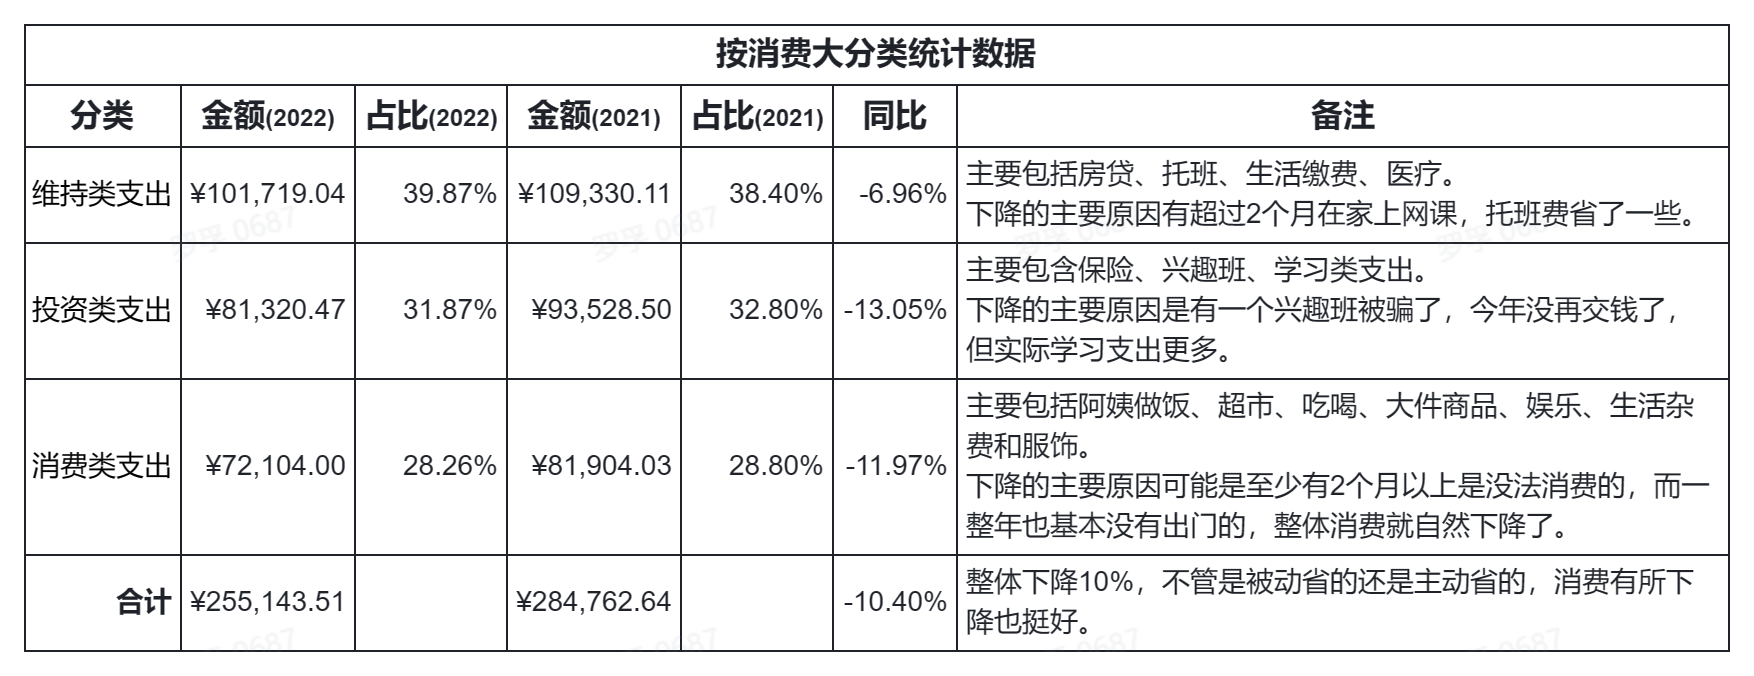 按消费大分类统计数据
分类 金额(2022) 占比(2022) 金额(2021) 占比(2021) 同比 备注
维持类支出 ¥101,719.04 39.87% ¥109,330.11 38.40% -6.96% 主要包括房贷、托班、生活缴费、医疗。
下降的主要原因有超过2个月在家上网课，托班费省了一些。
投资类支出 ¥81,320.47 31.87% ¥93,528.50 32.80% -13.05% 主要包含保险、兴趣班、学习类支出。
下降的主要原因是有一个兴趣班被骗了，今年没再交钱了，
但实际学习支出更多。
消费类支出 ¥72,104.00 28.26% ¥81,904.03 28.80% -11.97% 主要包括阿姨做饭、超市、吃喝、大件商品、娱乐、生活杂
费和服饰。
下降的主要原因可能是至少有2个月以上是没法消费的，而一
整年也基本没有出门的，整体消费就自然下降了。
合计 ¥255,143.51 ¥284,762.64 -10.40% 整体下降10%，不管是被动省的还是主动省的，消费有所下
降也挺好。